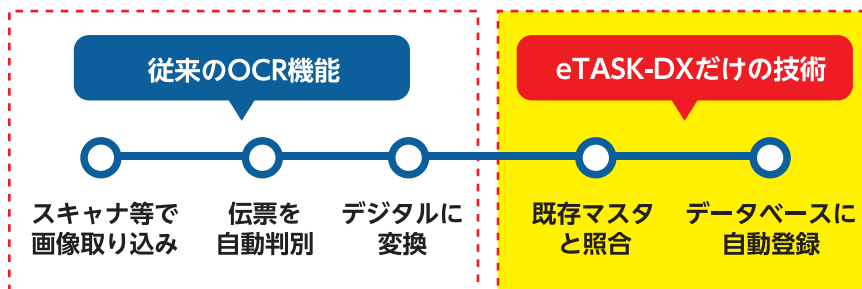 従来のOCR機能
eTASK-DXだけの技術
スキャナ等で
画像取り込み
伝票を
自動判別
デジタルに
変換
既存マスタ
と照合
データベースに
自動登録